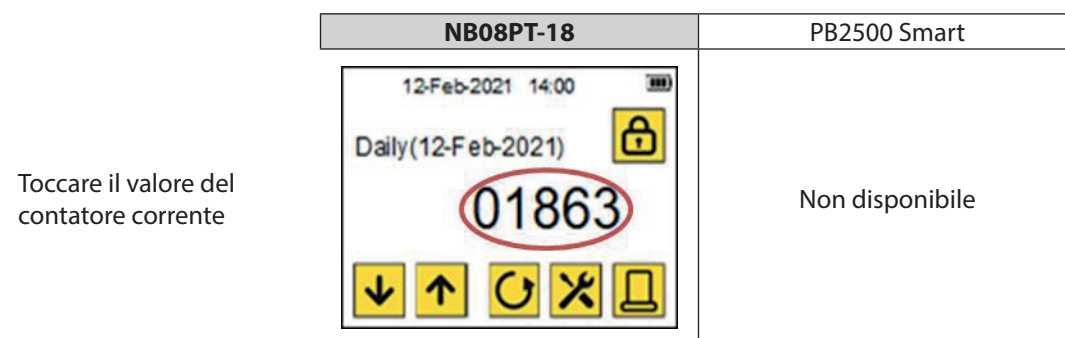 NB08PT-18
PB2500 Smart
12-Feb-2021 14:00
Daily(12-Feb-2021)
01863
Toccare il valore del
contatore corrente
Non disponibile